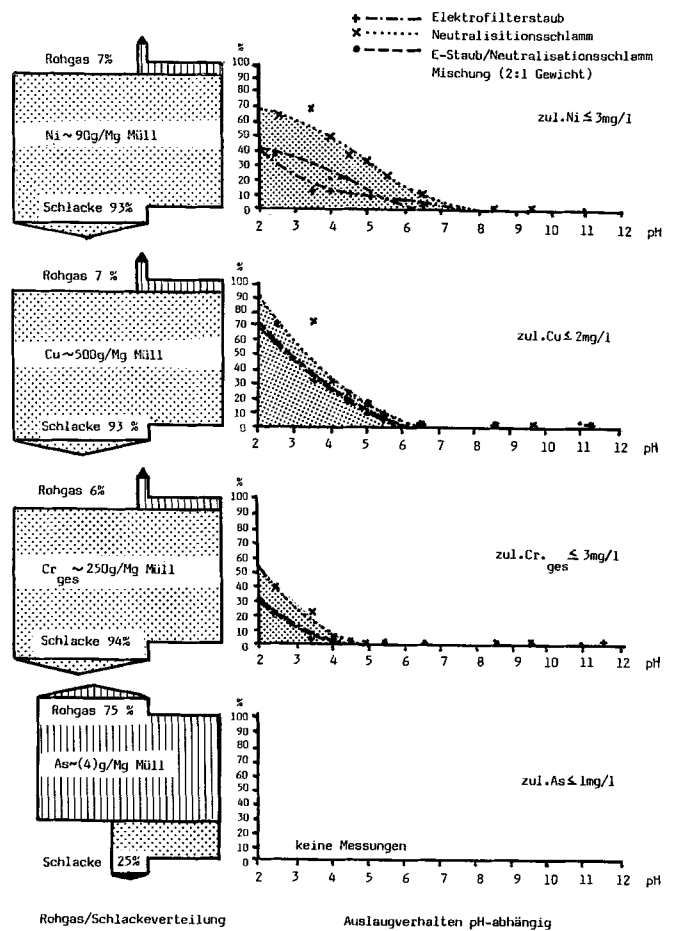 Elektrofilterstaub
Neutralisitionsschlamm
E-Staub/Neutralisationsschlamm
Mischung (2:1 Gewicht)
Rohgas 7%
Ni~90g/Mg Müll
Schlacke 93%
%
100
90
80
70
60
50
40
30
20
10
0
2 3 4 5 6 7 8 9 10 11 12 pH
zul.Ni≤3mg/l
Rohgas 7 %
Cu~500g/Mg Müll
Schlacke 93 %
%
100
90
80
70
60
50
40
30
20
10
0
2 3 4 5 6 7 8 9 10 11 12 pH
zul.Cu≤2mg/l
Rohgas 6%
Cr ges ~250g/Mg Müll
Schlacke 94%
%
100
90
80
70
60
50
40
30
20
10
0
2 3 4 5 6 7 8 9 10 11 12 pH
zul.Cr. ges ≤3mg/l
Rohgas 75 %
As~(4)g/Mg Müll
Schlacke 25%
%
100
90
80
70
60
50
40
30
20
10
0
keine Messungen
2 3 4 5 6 7 8 9 10 11 12 pH
zul.As≤1mg/l
Rohgas/Schlackeverteilung
Auslaugverhalten pH-abhängig